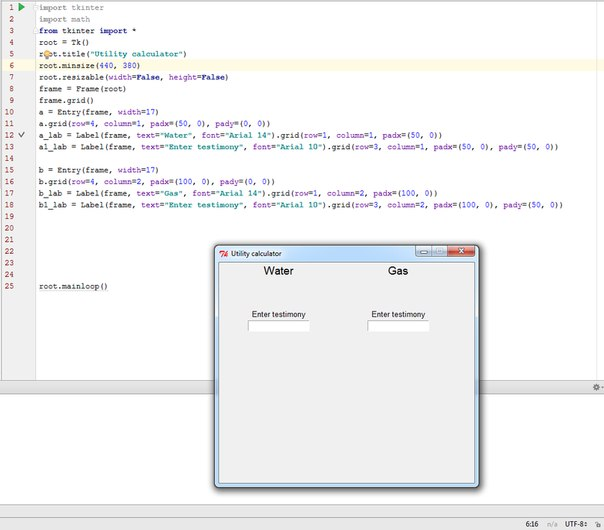 1 import tkinter
2 import math
3 from tkinter import *
4 root = Tk()
5 root.title("Utility calculator")
6 root.minsize(440, 380)
7 root.resizable(width=False, height=False)
8 frame = Frame(root)
9 frame.grid()
10 a = Entry(frame, width=17)
11 a.grid(row=4, column=1, padx=(50, 0), pady=(0, 0))
12 a_lab = Label(frame, text="Water", font="Arial 14").grid(row=1, column=1, padx=(50, 0))
13 a1_lab = Label(frame, text="Enter testimony", font="Arial 10").grid(row=3, column=1, padx=(50, 0), pady=(50, 0))
14
15 b = Entry(frame, width=17)
16 b.grid(row=4, column=2, padx=(100, 0), pady=(0, 0))
17 b_lab = Label(frame, text="Gas", font="Arial 14").grid(row=1, column=2, padx=(100, 0))
18 b1_lab = Label(frame, text="Enter testimony", font="Arial 10").grid(row=3, column=2, padx=(100, 0), pady=(50, 0))
19
20
21
22
23
24
25 root.mainloop()
Utility calculator
Water Gas
Enter testimony Enter testimony
6:16 n/a UTF-8